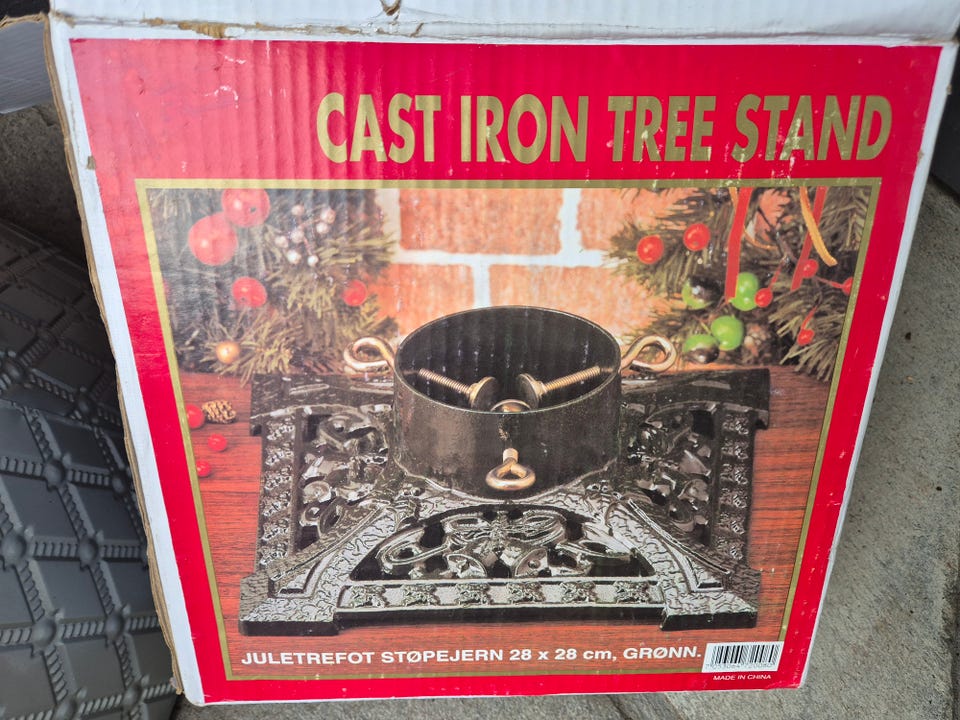 CAST IRON TREE STAND
JULETREFOT STØPEJERN 28 x 28 cm, GRØNN.
MADE IN CHINA